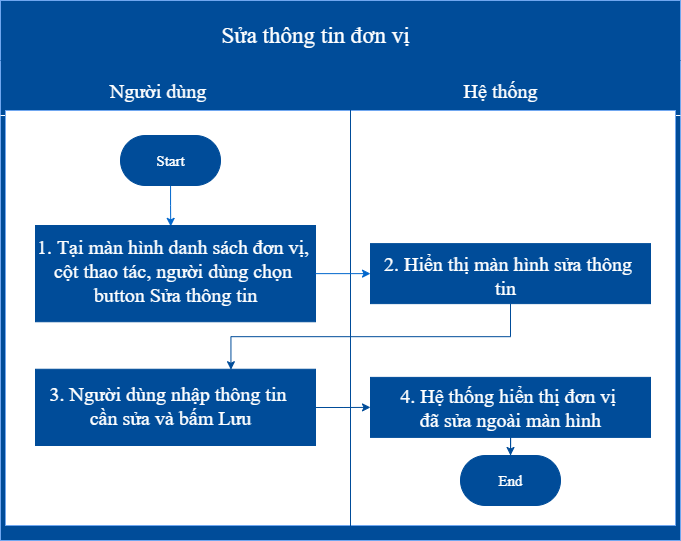 Sửa thông tin đơn vị
Người dùng
Hệ thống
Start
1. Tại màn hình danh sách đơn vị,
cột thao tác, người dùng chọn
button Sửa thông tin
2. Hiển thị màn hình sửa thông
tin
3. Người dùng nhập thông tin
cần sửa và bấm Lưu
4. Hệ thống hiển thị đơn vị
đã sửa ngoài màn hình
End